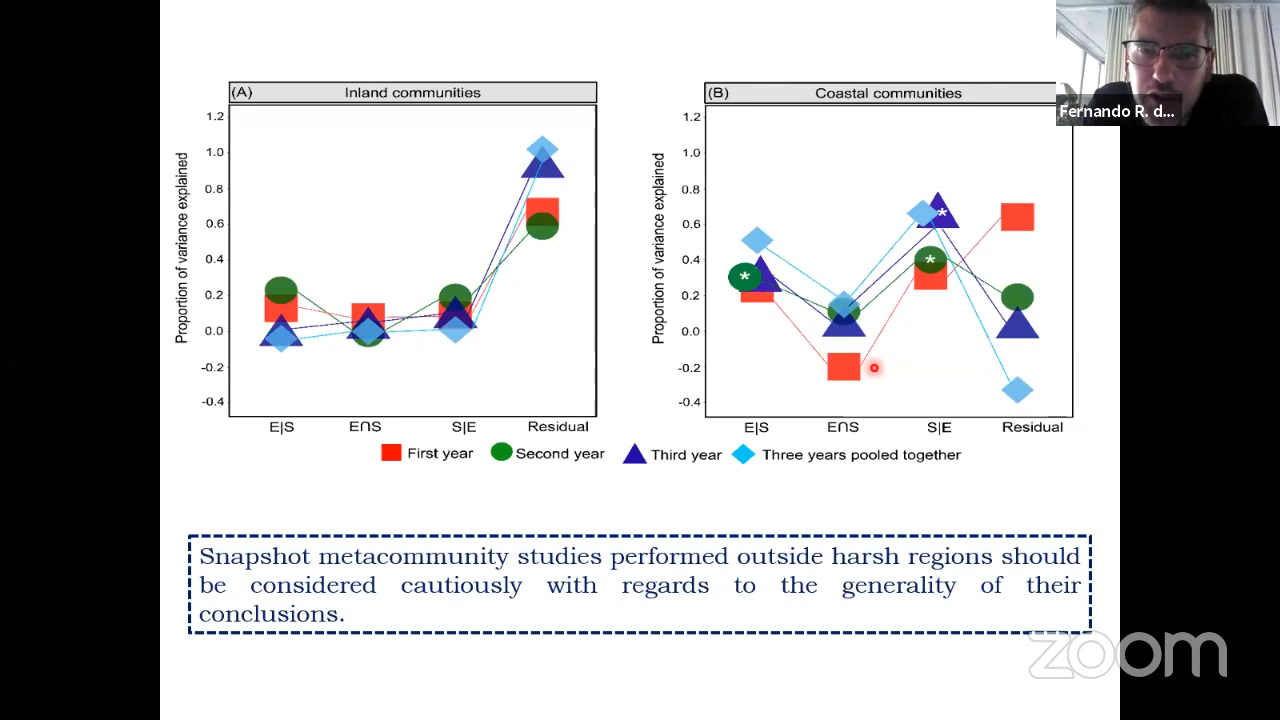 Fernando R. d...
(A) Inland communities
(B) Coastal communities
Proportion of variance explained
1.2
1.0
0.8
0.6
0.4
0.2
0.0
-0.2
-0.4
E|S E∩S S|E Residual
Proportion of variance explained
1.2
1.0
0.8
0.6
0.4
0.2
0.0
-0.2
-0.4
* * *
E|S E∩S S|E Residual
First year Second year Third year Three years pooled together
Snapshot metacommunity studies performed outside harsh regions should
be considered cautiously with regards to the generality of their
conclusions.
zoom